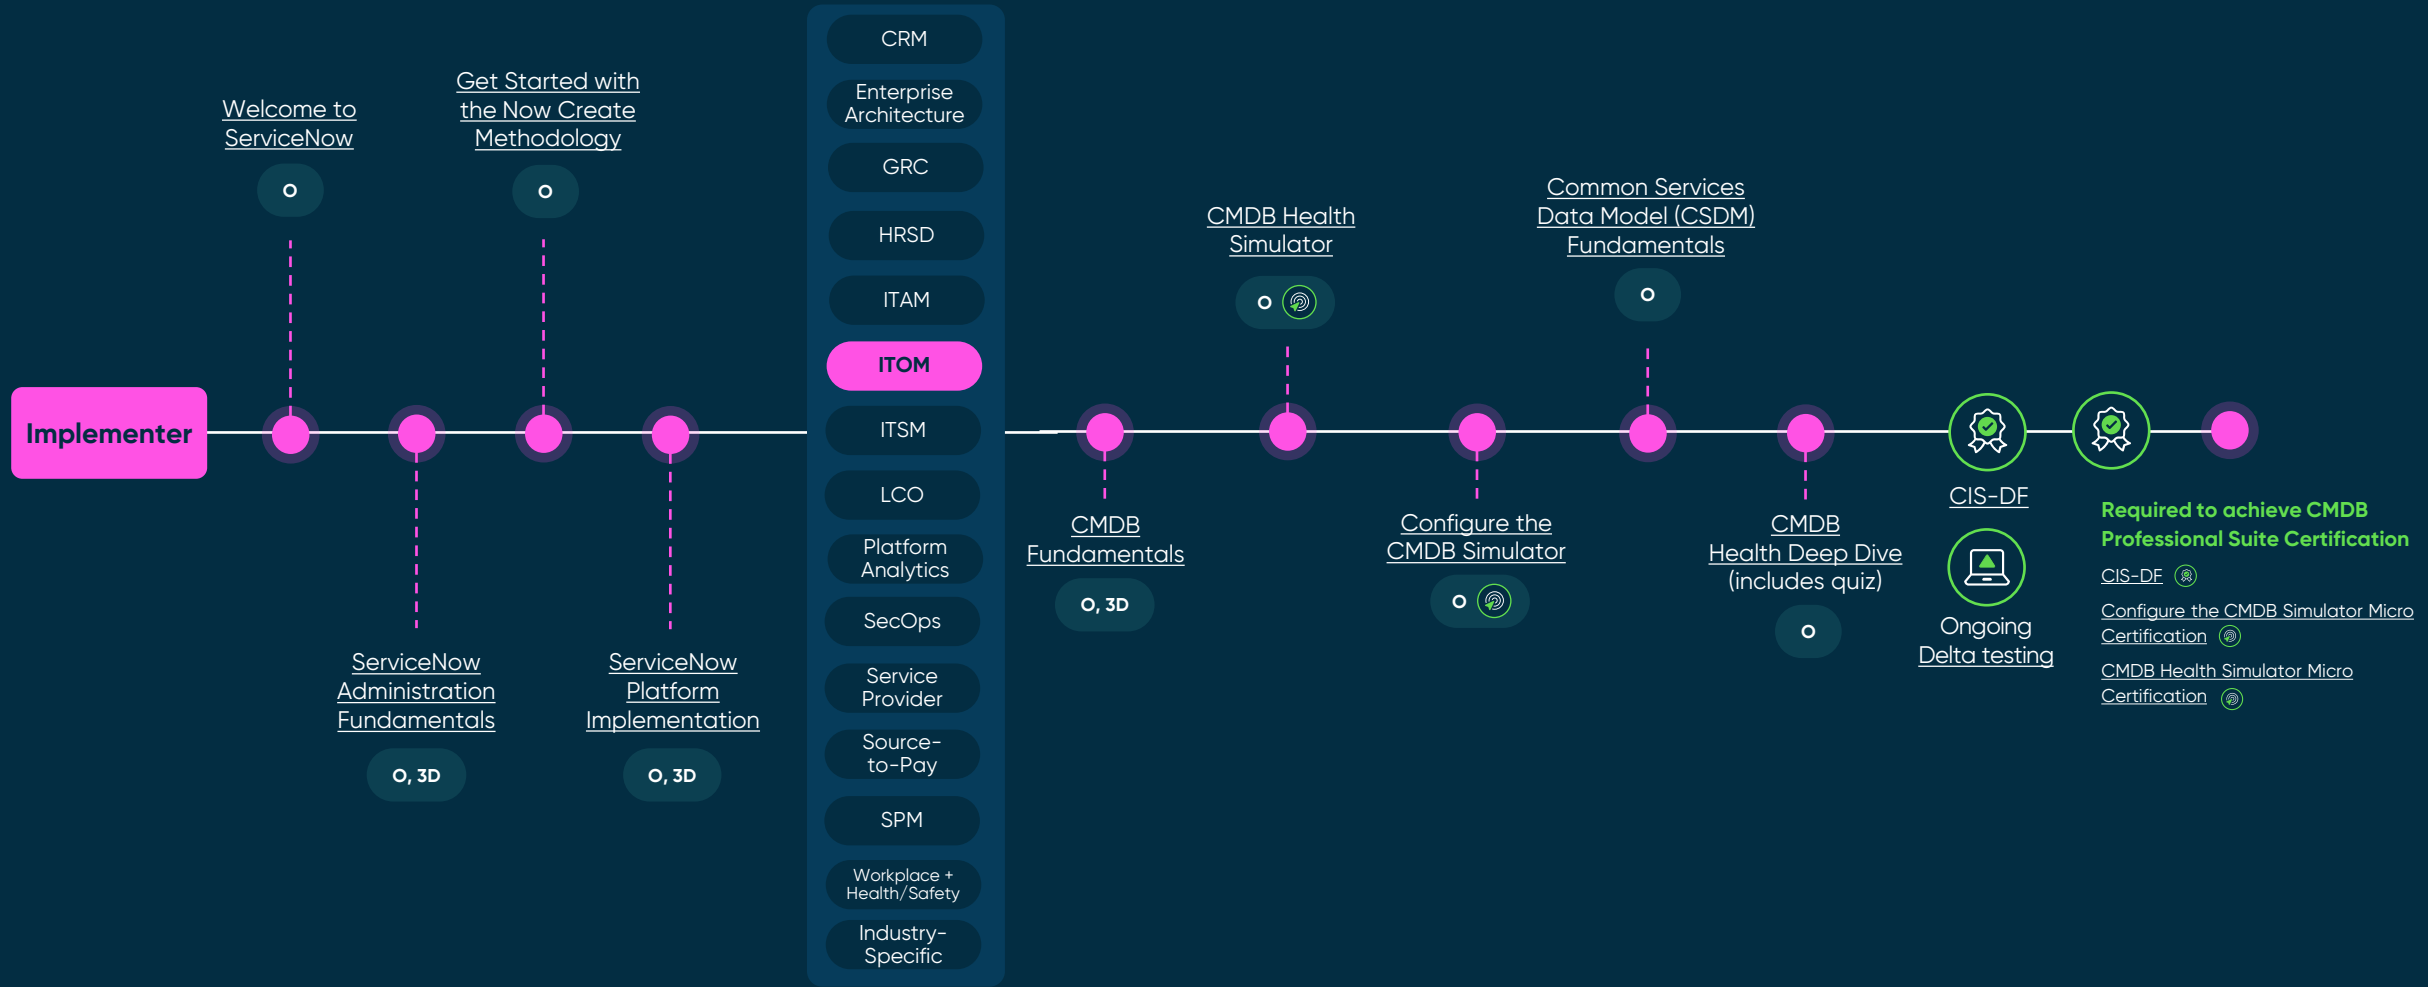 Implementer
Welcome to
ServiceNow
O
ServiceNow
Administration
Fundamentals
O, 3D
Get Started with
the Now Create
Methodology
O
ServiceNow
Platform
Implementation
O, 3D
CRM
Enterprise
Architecture
GRC
HRSD
ITAM
ITOM
ITSM
LCO
Platform
Analytics
SecOps
Service
Provider
Source-
to-Pay
SPM
Workplace +
Health/Safety
Industry-
Specific
CMDB
Fundamentals
O, 3D
CMDB Health
Simulator
O
Configure the
CMDB Simulator
O
Common Services
Data Model (CSDM)
Fundamentals
O
CMDB
Health Deep Dive
(includes quiz)
O
CIS-DF
Ongoing
Delta testing
Required to achieve CMDB
Professional Suite Certification
CIS-DF
Configure the CMDB Simulator Micro
Certification
CMDB Health Simulator Micro
Certification